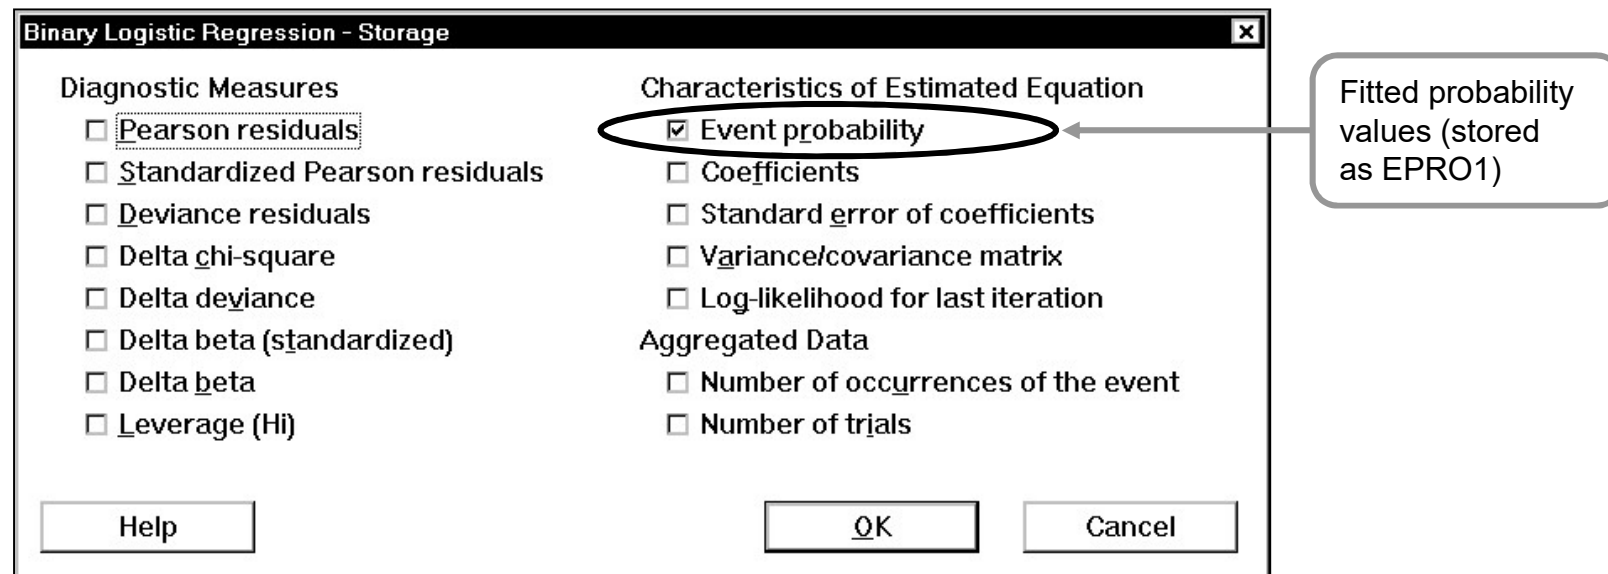 Binary Logistic Regression - Storage
Diagnostic Measures
Pearson residuals
Standardized Pearson residuals
Deviance residuals
Delta chi-square
Delta deviance
Delta beta (standardized)
Delta beta
Leverage (Hi)
Characteristics of Estimated Equation
Event probability
Coefficients
Standard error of coefficients
Variance/covariance matrix
Log-likelihood for last iteration
Aggregated Data
Number of occurrences of the event
Number of trials
Help
OK
Cancel
Fitted probability
values (stored
as EPRO1)